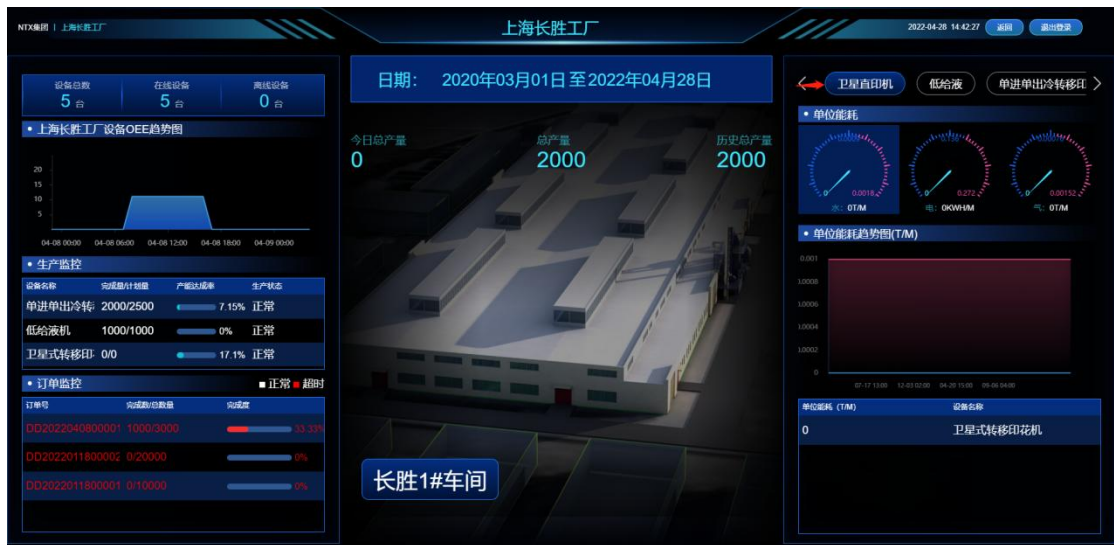 NTX集团 | 上海长胜工厂
上海长胜工厂
2022-04-28 14:42:27 返回 退出登录
设备总数 在线设备 离线设备
5 台 5 台 0 台
上海长胜工厂设备OEE趋势图
20
15
10
5
04-08 00:00 04-08 06:00 04-08 12:00 04-08 18:00 04-09 00:00
生产监控
设备名称 完成量/计划量 产能达成率 生产状态
单进单出冷转 2000/2500 7.15% 正常
低给液机 1000/1000 0% 正常
卫星式转移印 0/0 17.1% 正常
订单监控 正常 超时
订单号 完成数/总数量 完成度
DD2022040800001 1000/3000 33.33%
DD2022011800002 0/20000 0%
DD2022011800001 0/10000 0%
日期: 2020年03月01日至2022年04月28日
今日总产量 总产量 历史总产量
0 2000 2000
长胜1#车间
卫星直印机 低给液 单进单出冷转移印
单位能耗
0 0.0018 0 0.272 0 0.00152
水: 0T/M 电: 0KWH/M 气: 0T/M
单位能耗趋势图(T/M)
0.001
1.0008
1.0006
1.0004
1.0002
0
07-17 13:00 12-03 02:00 04-20 15:00 09-06 04:00
单位能耗 (T/M) 设备名称
0 卫星式转移印花机